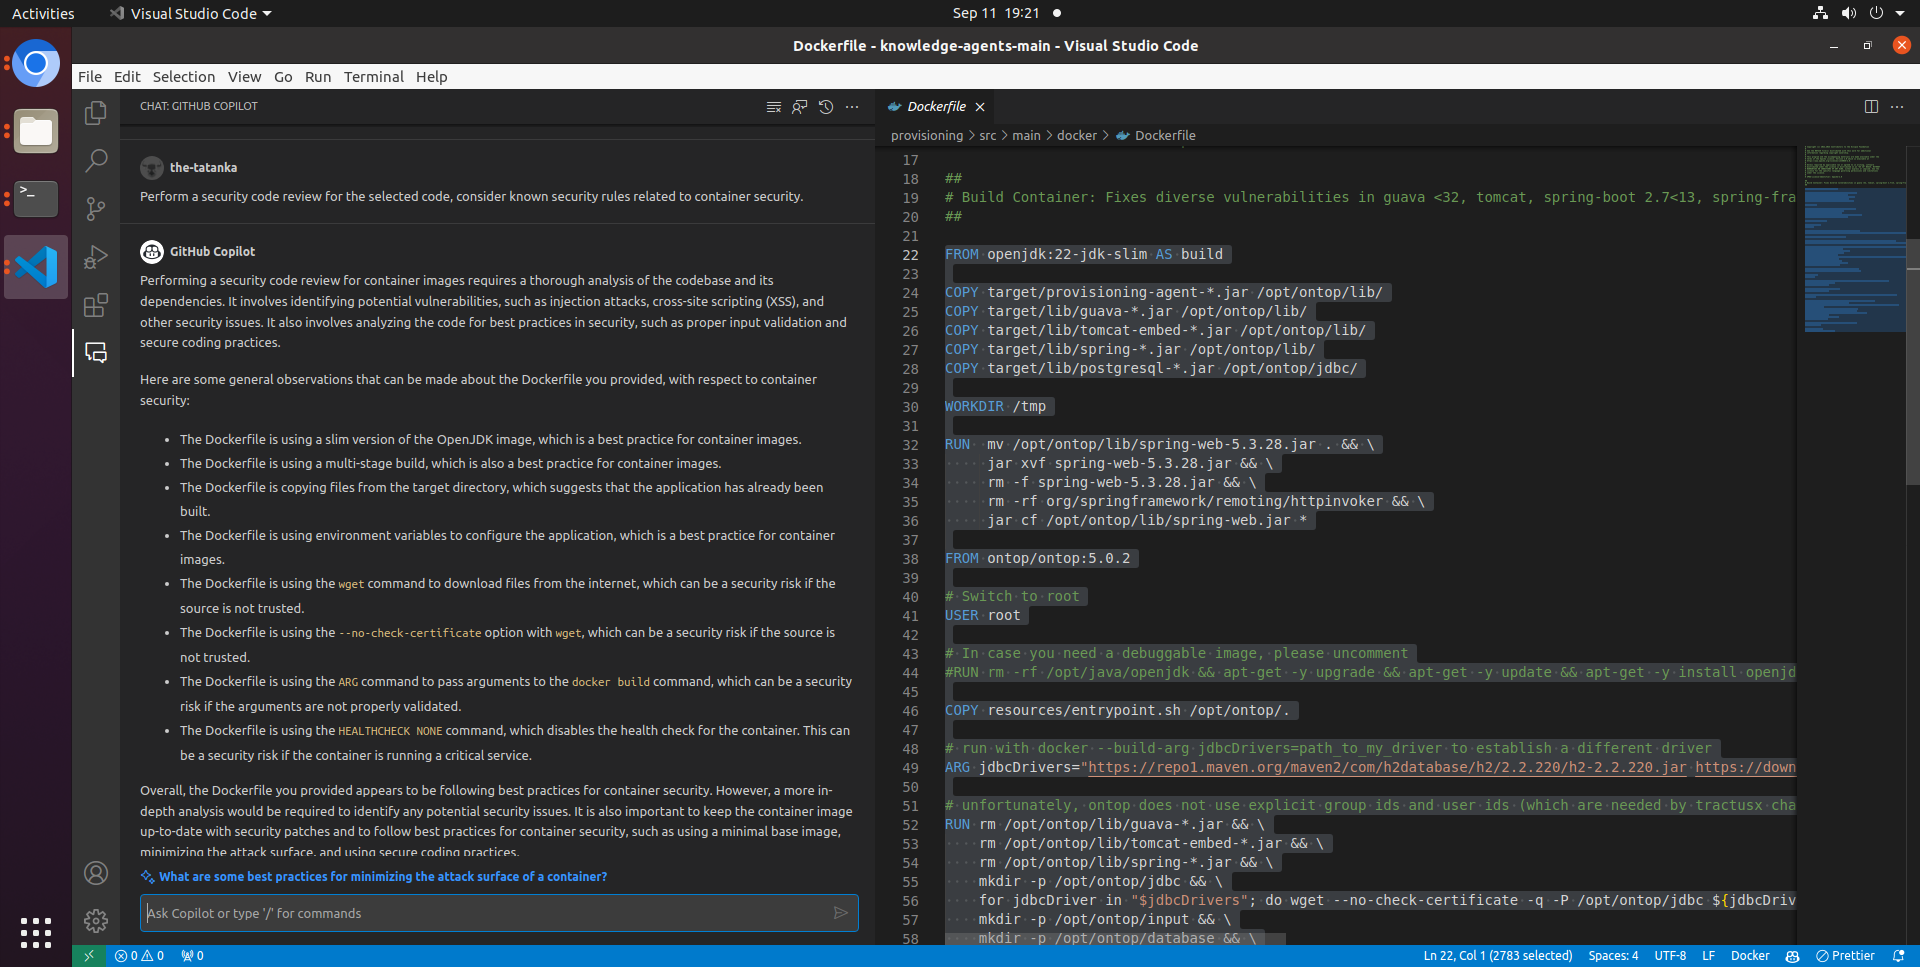 Activities
Visual Studio Code
Sep 11 19:21
Dockerfile - knowledge-agents-main - Visual Studio Code
File Edit Selection View Go Run Terminal Help
CHAT: GITHUB COPILOT
the-tatanka
Perform a security code review for the selected code, consider known security rules related to container security.
GitHub Copilot
Performing a security code review for container images requires a thorough analysis of the codebase and its
dependencies. It involves identifying potential vulnerabilities, such as injection attacks, cross-site scripting (XSS), and
other security issues. It also involves analyzing the code for best practices in security, such as proper input validation and
secure coding practices.
Here are some general observations that can be made about the Dockerfile you provided, with respect to container
security:
• The Dockerfile is using a slim version of the OpenJDK image, which is a best practice for container images.
• The Dockerfile is using a multi-stage build, which is also a best practice for container images.
• The Dockerfile is copying files from the target directory, which suggests that the application has already been
built.
• The Dockerfile is using environment variables to configure the application, which is a best practice for container
images.
• The Dockerfile is using the wget command to download files from the internet, which can be a security risk if the
source is not trusted.
• The Dockerfile is using the --no-check-certificate option with wget, which can be a security risk if the source is
not trusted.
• The Dockerfile is using the ARG command to pass arguments to the docker build command, which can be a security
risk if the arguments are not properly validated.
• The Dockerfile is using the HEALTHCHECK NONE command, which disables the health check for the container. This can
be a security risk if the container is running a critical service.
Overall, the Dockerfile you provided appears to be following best practices for container security. However, a more in-
depth analysis would be required to identify any potential security issues. It is also important to keep the container image
up-to-date with security patches and to follow best practices for container security, such as using a minimal base image,
minimizing the attack surface, and using secure coding practices.
What are some best practices for minimizing the attack surface of a container?
Ask Copilot or type '/' for commands
Dockerfile
provisioning > src > main > docker > Dockerfile
17
18 ##
19 # Build Container: Fixes diverse vulnerabilities in guava <32, tomcat, spring-boot 2.7<13, spring-fra
20 ##
21
22 FROM openjdk:22-jdk-slim AS build
23
24 COPY target/provisioning-agent-*.jar /opt/ontop/lib/
25 COPY target/lib/guava-*.jar /opt/ontop/lib/
26 COPY target/lib/tomcat-embed-*.jar /opt/ontop/lib/
27 COPY target/lib/spring-*.jar /opt/ontop/lib/
28 COPY target/lib/postgresql-*.jar /opt/ontop/jdbc/
29
30 WORKDIR /tmp
31
32 RUN  mv /opt/ontop/lib/spring-web-5.3.28.jar . && \
33      jar xvf spring-web-5.3.28.jar && \
34      rm -f spring-web-5.3.28.jar && \
35      rm -rf org/springframework/remoting/httpinvoker && \
36      jar cf /opt/ontop/lib/spring-web.jar *
37
38 FROM ontop/ontop:5.0.2
39
40 # Switch to root
41 USER root
42
43 # In case you need a debuggable image, please uncomment
44 #RUN rm -rf /opt/java/openjdk && apt-get -y upgrade && apt-get -y update && apt-get -y install openjd
45
46 COPY resources/entrypoint.sh /opt/ontop/.
47
48 # run with docker --build-arg jdbcDrivers=path_to_my_driver to establish a different driver
49 ARG jdbcDrivers="https://repo1.maven.org/maven2/com/h2database/h2/2.2.220/h2-2.2.220.jar https://down
50
51 # unfortunately, ontop does not use explicit group ids and user ids (which are needed by tractusx cha
52 RUN rm /opt/ontop/lib/guava-*.jar && \
53     rm /opt/ontop/lib/tomcat-embed-*.jar && \
54     rm /opt/ontop/lib/spring-*.jar && \
55     mkdir -p /opt/ontop/jdbc && \
56     for jdbcDriver in "$jdbcDrivers"; do wget --no-check-certificate -q -P /opt/ontop/jdbc ${jdbcDriv
57     mkdir -p /opt/ontop/input && \
58     mkdir -p /opt/ontop/database && \
0 0 0
Ln 22, Col 1 (2783 selected) Spaces: 4 UTF-8 LF Docker Prettier